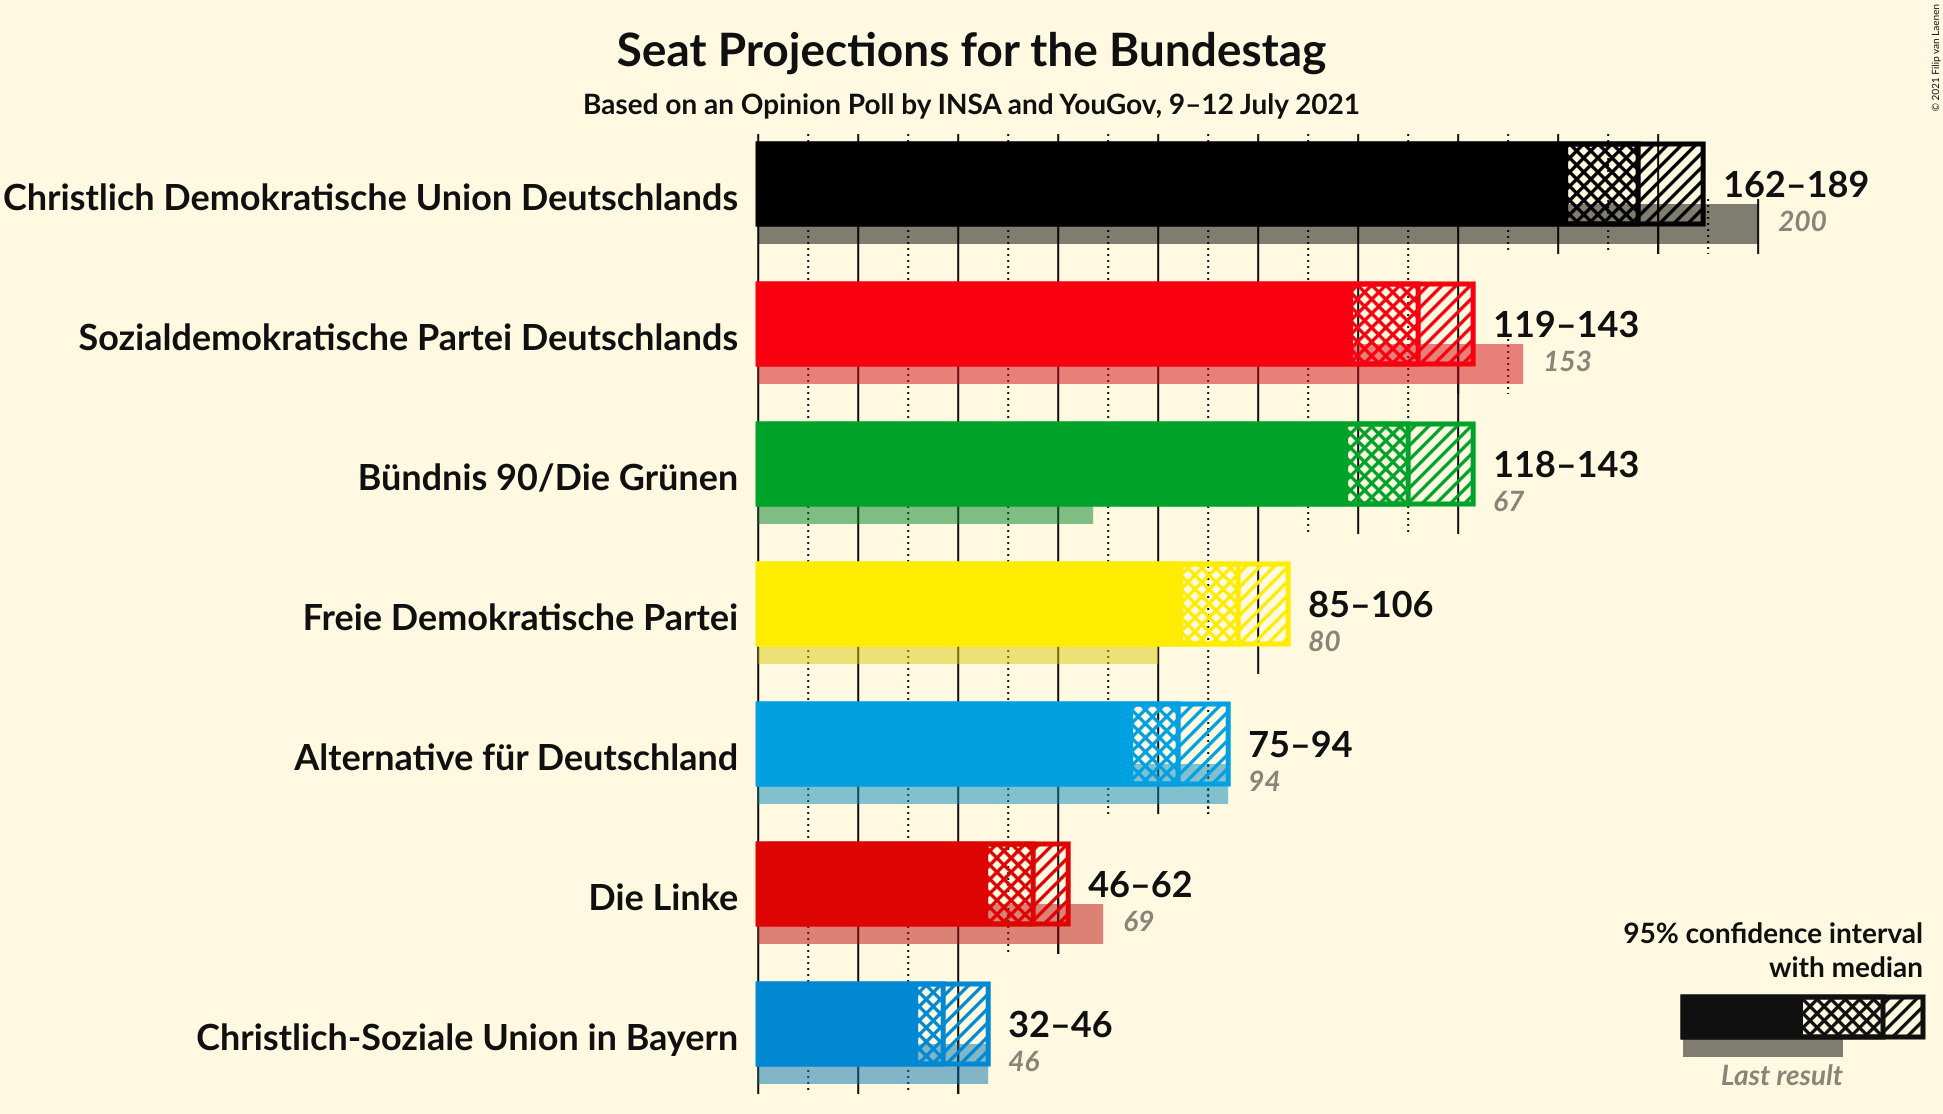 Seat Projections for the Bundestag
Based on an Opinion Poll by INSA and YouGov, 9–12 July 2021
© 2021 Filip van Laenen
Christlich Demokratische Union Deutschlands
162–189
200
Sozialdemokratische Partei Deutschlands
119–143
153
Bündnis 90/Die Grünen
118–143
67
Freie Demokratische Partei
85–106
80
Alternative für Deutschland
75–94
94
Die Linke
46–62
69
Christlich-Soziale Union in Bayern
32–46
46
95% confidence interval
with median
Last result